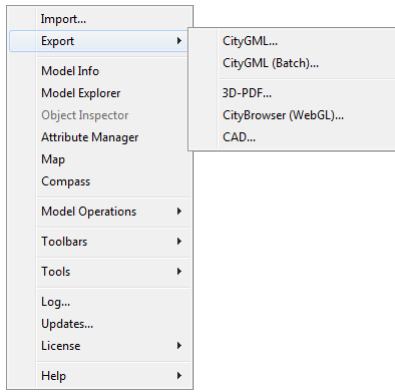 Import...
Export
Model Info
Model Explorer
Object Inspector
Attribute Manager
Map
Compass
Model Operations
Toolbars
Tools
Log...
Updates...
License
Help
CityGML...
CityGML (Batch)...
3D-PDF...
CityBrowser (WebGL)...
CAD...